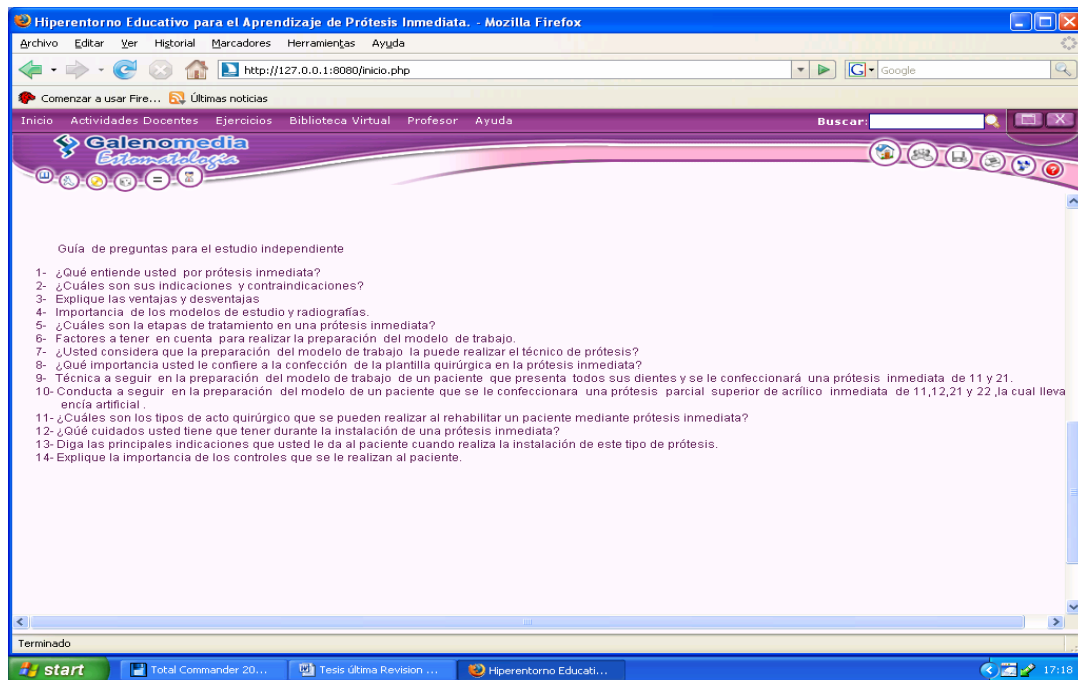 Hiperentorno Educativo para el Aprendizaje de Prótesis Inmediata. - Mozilla Firefox
Archivo Editar Ver Historial Marcadores Herramientas Ayuda
http://127.0.0.1:8080/inicio.php
G Google
Comenzar a usar Fire... Últimas noticias
Inicio Actividades Docentes Ejercicios Biblioteca Virtual Profesor Ayuda Buscar:
Galenomedia
Estomatología
Guía de preguntas para el estudio independiente
1- ¿Qué entiende usted por prótesis inmediata?
2- ¿Cuáles son sus indicaciones y contraindicaciones?
3- Explique las ventajas y desventajas
4- Importancia de los modelos de estudio y radiografías.
5- ¿Cuáles son la etapas de tratamiento en una prótesis inmediata?
6- Factores a tener en cuenta para realizar la preparación del modelo de trabajo.
7- ¿Usted considera que la preparación del modelo de trabajo la puede realizar el técnico de prótesis?
8- ¿Qué importancia usted le confiere a la confección de la plantilla quirúrgica en la prótesis inmediata?
9- Técnica a seguir en la preparación del modelo de trabajo de un paciente que presenta todos sus dientes y se le confeccionará una prótesis inmediata de 11 y 21.
10- Conducta a seguir en la preparación del modelo de un paciente que se le confeccionara una prótesis parcial superior de acrílico inmediata de 11,12,21 y 22 ,la cual lleva
encía artificial .
11- ¿Cuáles son los tipos de acto quirúrgico que se pueden realizar al rehabilitar un paciente mediante prótesis inmediata?
12- ¿Qúé cuidados usted tiene que tener durante la instalación de una prótesis inmediata?
13- Diga las principales indicaciones que usted le da al paciente cuando realiza la instalación de este tipo de prótesis.
14- Explique la importancia de los controles que se le realizan al paciente.
Terminado
start Total Commander 20... Tesis última Revision ... Hiperentorno Educati... 17:18